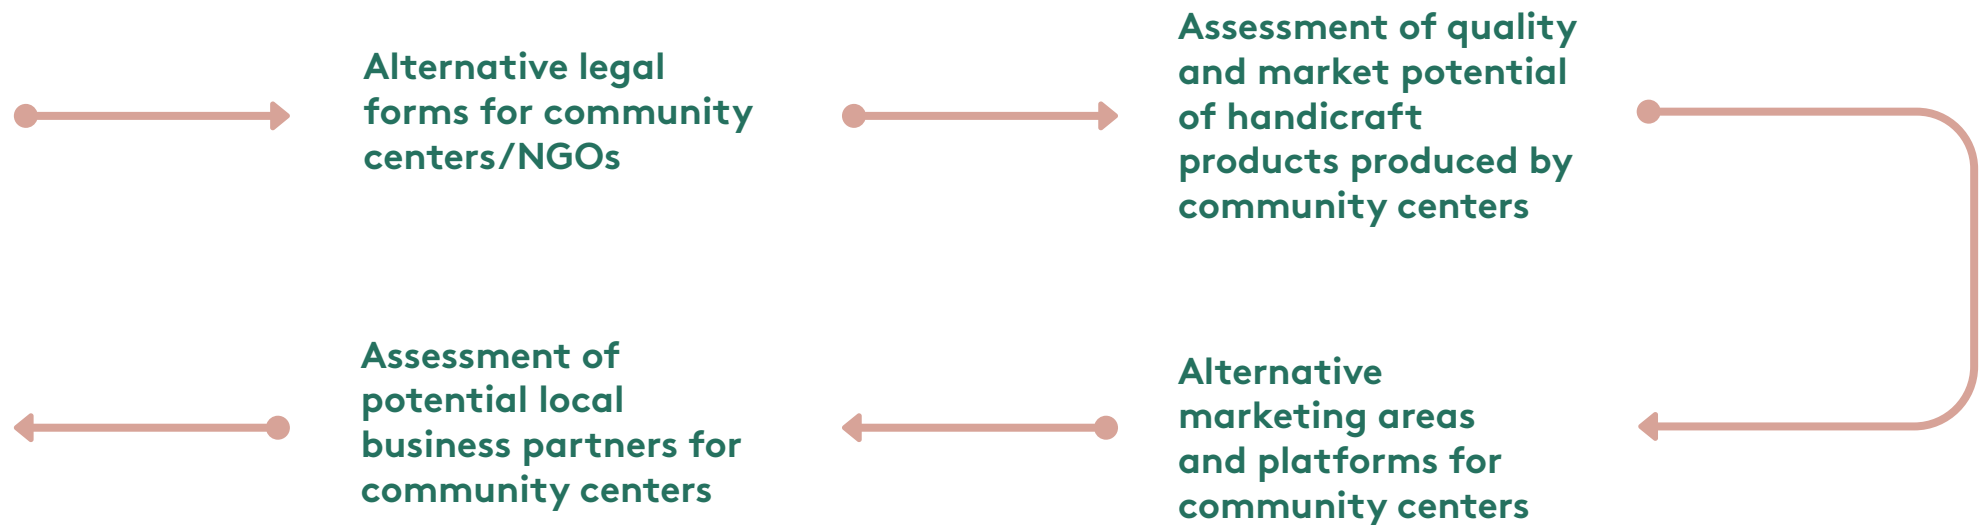 Alternative legal
forms for community
centers/NGOs
Assessment of quality
and market potential
of handicraft
products produced by
community centers
Alternative
marketing areas
and platforms for
community centers
Assessment of
potential local
business partners for
community centers